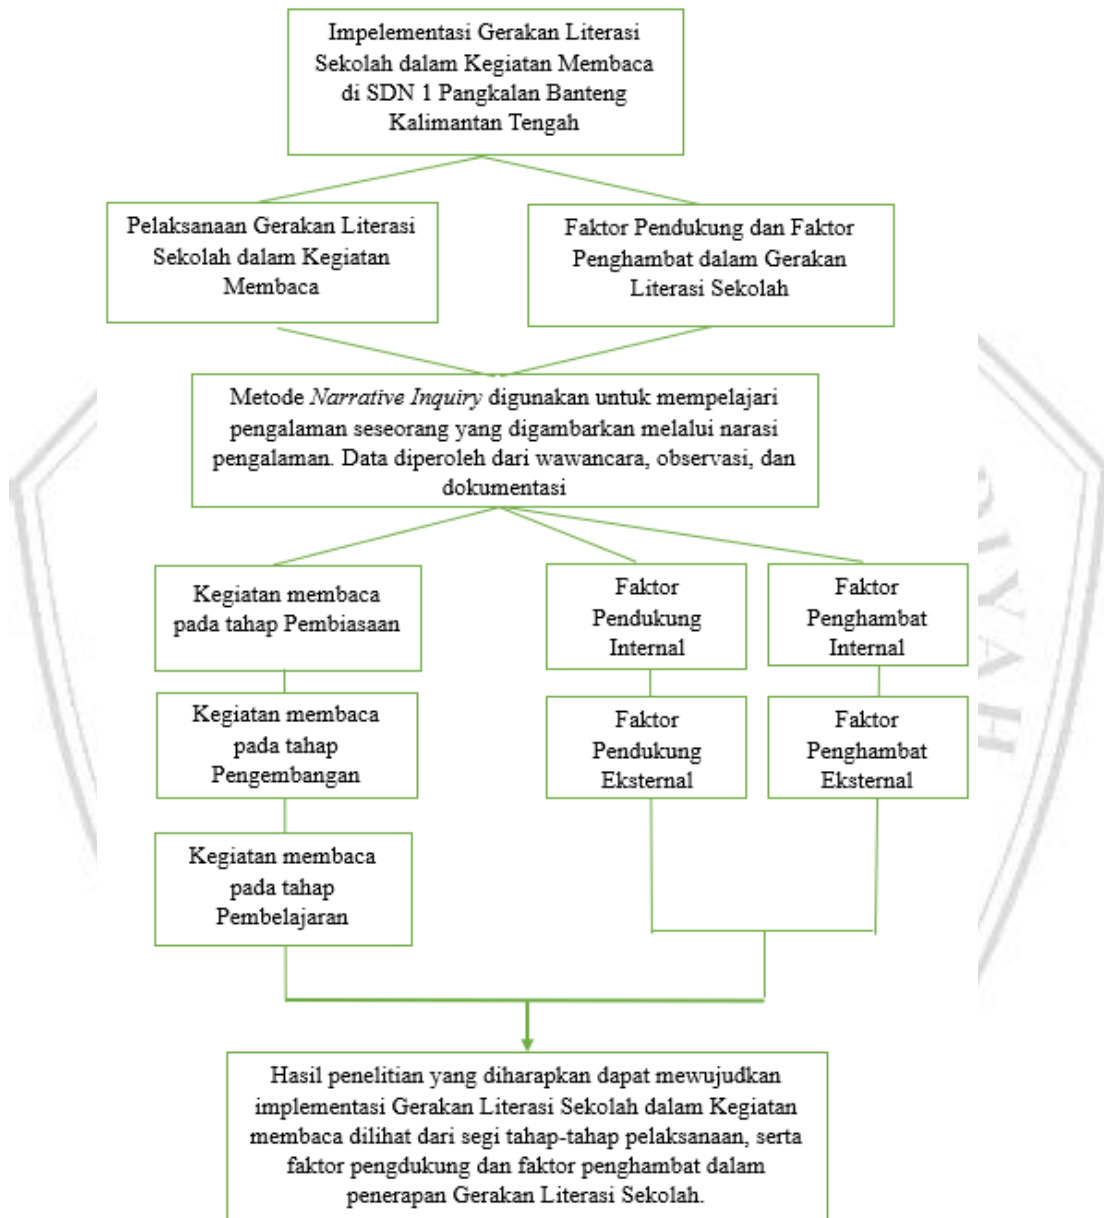 Impelementasi Gerakan Literasi
Sekolah dalam Kegiatan Membaca
di SDN 1 Pangkalan Banteng
Kalimantan Tengah
Pelaksanaan Gerakan Literasi
Sekolah dalam Kegiatan
Membaca
Faktor Pendukung dan Faktor
Penghambat dalam Gerakan
Literasi Sekolah
Metode Narrative Inquiry digunakan untuk mempelajari
pengalaman seseorang yang digambarkan melalui narasi
pengalaman. Data diperoleh dari wawancara, observasi, dan
dokumentasi
Kegiatan membaca
pada tahap Pembiasaan
Kegiatan membaca
pada tahap
Pengembangan
Kegiatan membaca
pada tahap
Pembelajaran
Faktor
Pendukung
Internal
Faktor
Pendukung
Eksternal
Faktor
Penghambat
Internal
Faktor
Penghambat
Eksternal
Hasil penelitian yang diharapkan dapat mewujudkan
implementasi Gerakan Literasi Sekolah dalam Kegiatan
membaca dilihat dari segi tahap-tahap pelaksanaan, serta
faktor pengdukung dan faktor penghambat dalam
penerapan Gerakan Literasi Sekolah.